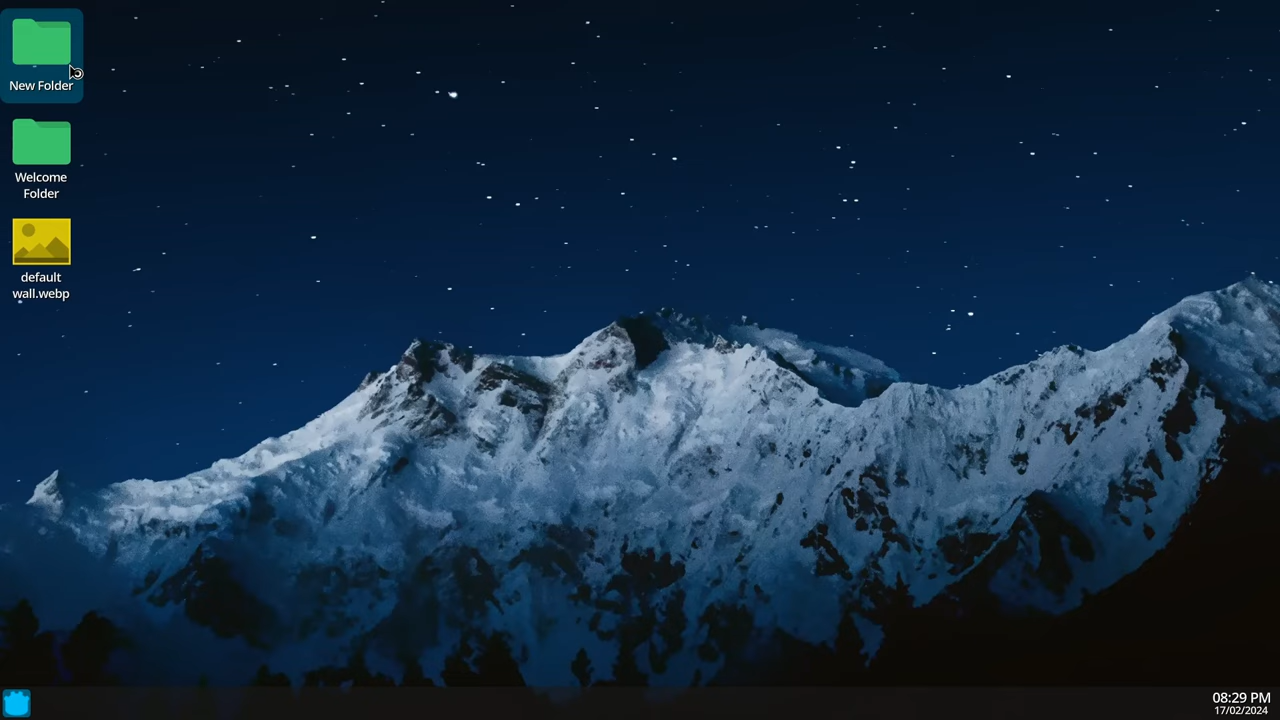 New Folder
Welcome
Folder
default
wall.webp
08:29 PM
17/02/2024